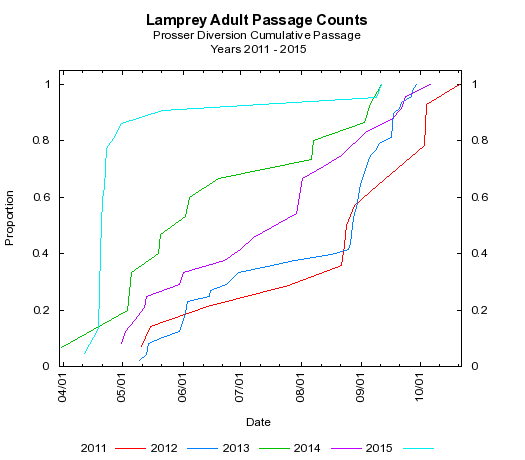 Lamprey Adult Passage Counts
Prosser Diversion Cumulative Passage
Years 2011 - 2015
1 1
0.8 0.8
0.6 0.6
Proportion
0.4 0.4
0.2 0.2
0 0
04/01 05/01 06/01 07/01 08/01 09/01 10/01
Date
2011 2012 2013 2014 2015